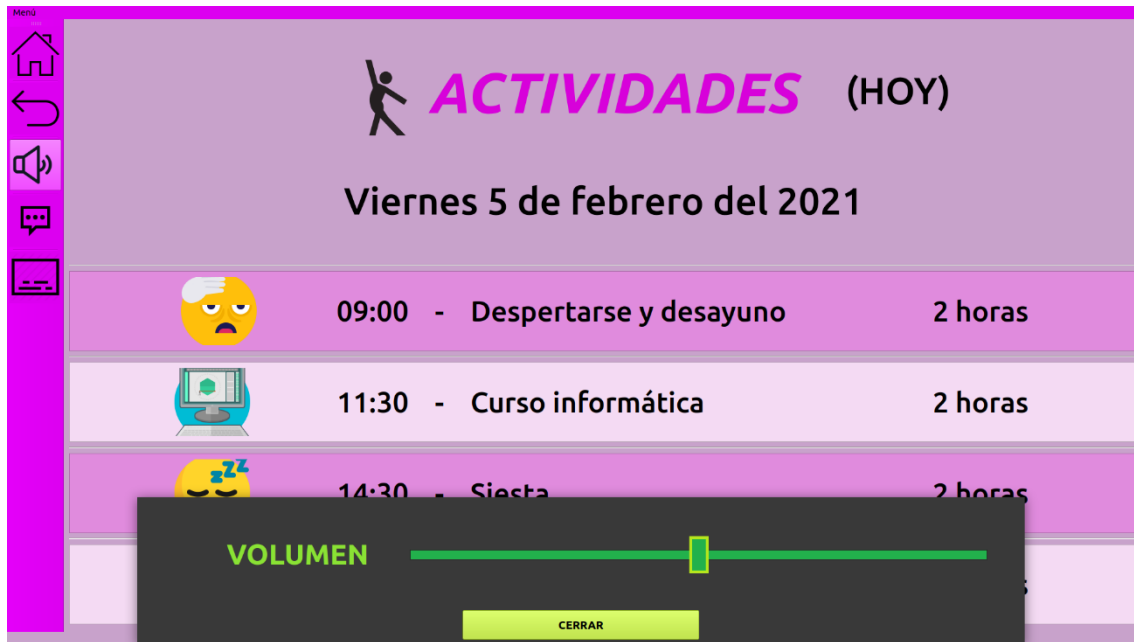 Menú
ACTIVIDADES (HOY)
Viernes 5 de febrero del 2021
09:00 - Despertarse y desayuno 2 horas
11:30 - Curso informática 2 horas
zzz
14:30 - Siesta 2 horas
VOLUMEN
CERRAR